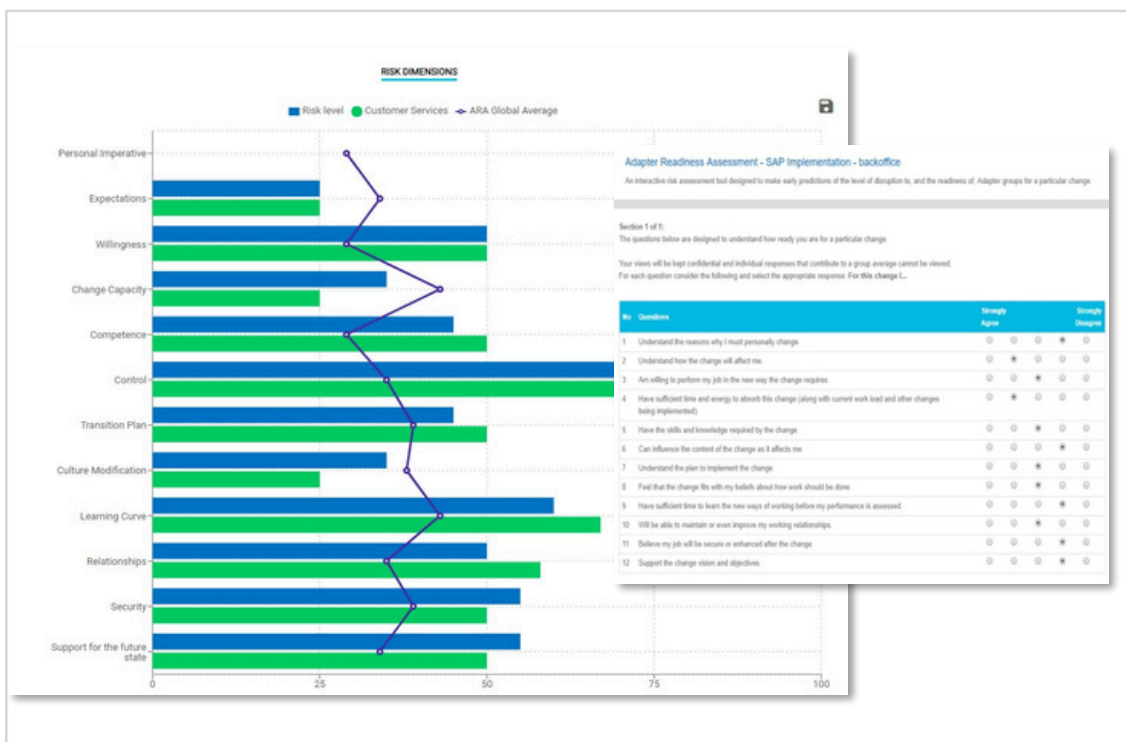 RISK DIMENSIONS
Risk level Customer Services ARA Global Average
Personal Imperative
Expectations
Willingness
Change Capacity
Competence
Control
Transition Plan
Culture Modification
Learning Curve
Relationships
Security
Support for the future
state
0 25 50 75 100
Adapter Readiness Assessment - SAP Implementation - backoffice
An interactive risk assessment tool designed to make early predictions of the level of disruption to, and the readiness of, Adapter groups for a particular change.
Section 1 of 1:
The questions below are designed to understand how ready you are for a particular change.
Your views will be kept confidential and individual responses that contribute to a group average cannot be viewed.
For each question consider the following and select the appropriate response. For this change I...
No Questions Strongly Agree Strongly Disagree
1 Understand the reasons why I must personally change.
2 Understand how the change will affect me.
3 Am willing to perform my job in the new way the change requires.
4 Have sufficient time and energy to absorb this change (along with current work load and other changes
being implemented)
5 Have the skills and knowledge required by the change.
6 Can influence the content of the change as it affects me.
7 Understand the plan to implement the change.
8 Feel that the change fits with my beliefs about how work should be done.
9 Have sufficient time to learn the new ways of working before my performance is assessed.
10 Will be able to maintain or even improve my working relationships.
11 Believe my job will be secure or enhanced after the change.
12 Support the change vision and objectives.